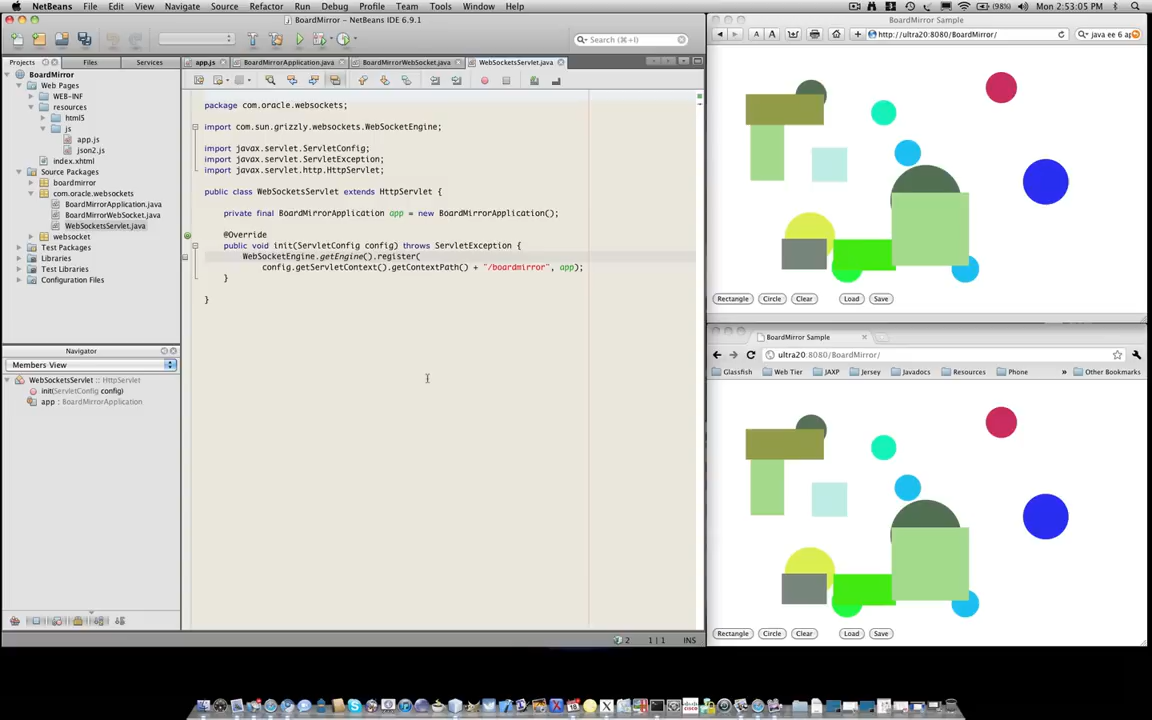 NetBeans File Edit View Navigate Source Refactor Run Debug Profile Team Tools Window Help
(98%) Mon 2:53:05 PM
BoardMirror – NetBeans IDE 6.9.1
Search (⌘+I)
Projects Files Services
BoardMirror
Web Pages
WEB-INF
resources
html5
js
app.js
json2.js
index.xhtml
Source Packages
boardmirror
com.oracle.websockets
BoardMirrorApplication.java
BoardMirrorWebSocket.java
WebSocketsServlet.java
websocket
Test Packages
Libraries
Test Libraries
Configuration Files
Navigator
Members View
WebSocketsServlet :: HttpServlet
init(ServletConfig config)
app : BoardMirrorApplication
app.js BoardMirrorApplication.java BoardMirrorWebSocket.java WebSocketsServlet.java
package com.oracle.websockets;
import com.sun.grizzly.websockets.WebSocketEngine;
import javax.servlet.ServletConfig;
import javax.servlet.ServletException;
import javax.servlet.http.HttpServlet;
public class WebSocketsServlet extends HttpServlet {
private final BoardMirrorApplication app = new BoardMirrorApplication();
@Override
public void init(ServletConfig config) throws ServletException {
WebSocketEngine.getEngine().register(
config.getServletContext().getContextPath() + "/boardmirror", app);
}
}
2 1|1 INS
BoardMirror Sample
A A http://ultra20:8080/BoardMirror/ java ee 6 ap
Rectangle Circle Clear Load Save
BoardMirror Sample
ultra20:8080/BoardMirror/
Glassfish Web Tier JAXP Jersey Javadocs Resources Phone » Other Bookmarks
Rectangle Circle Clear Load Save